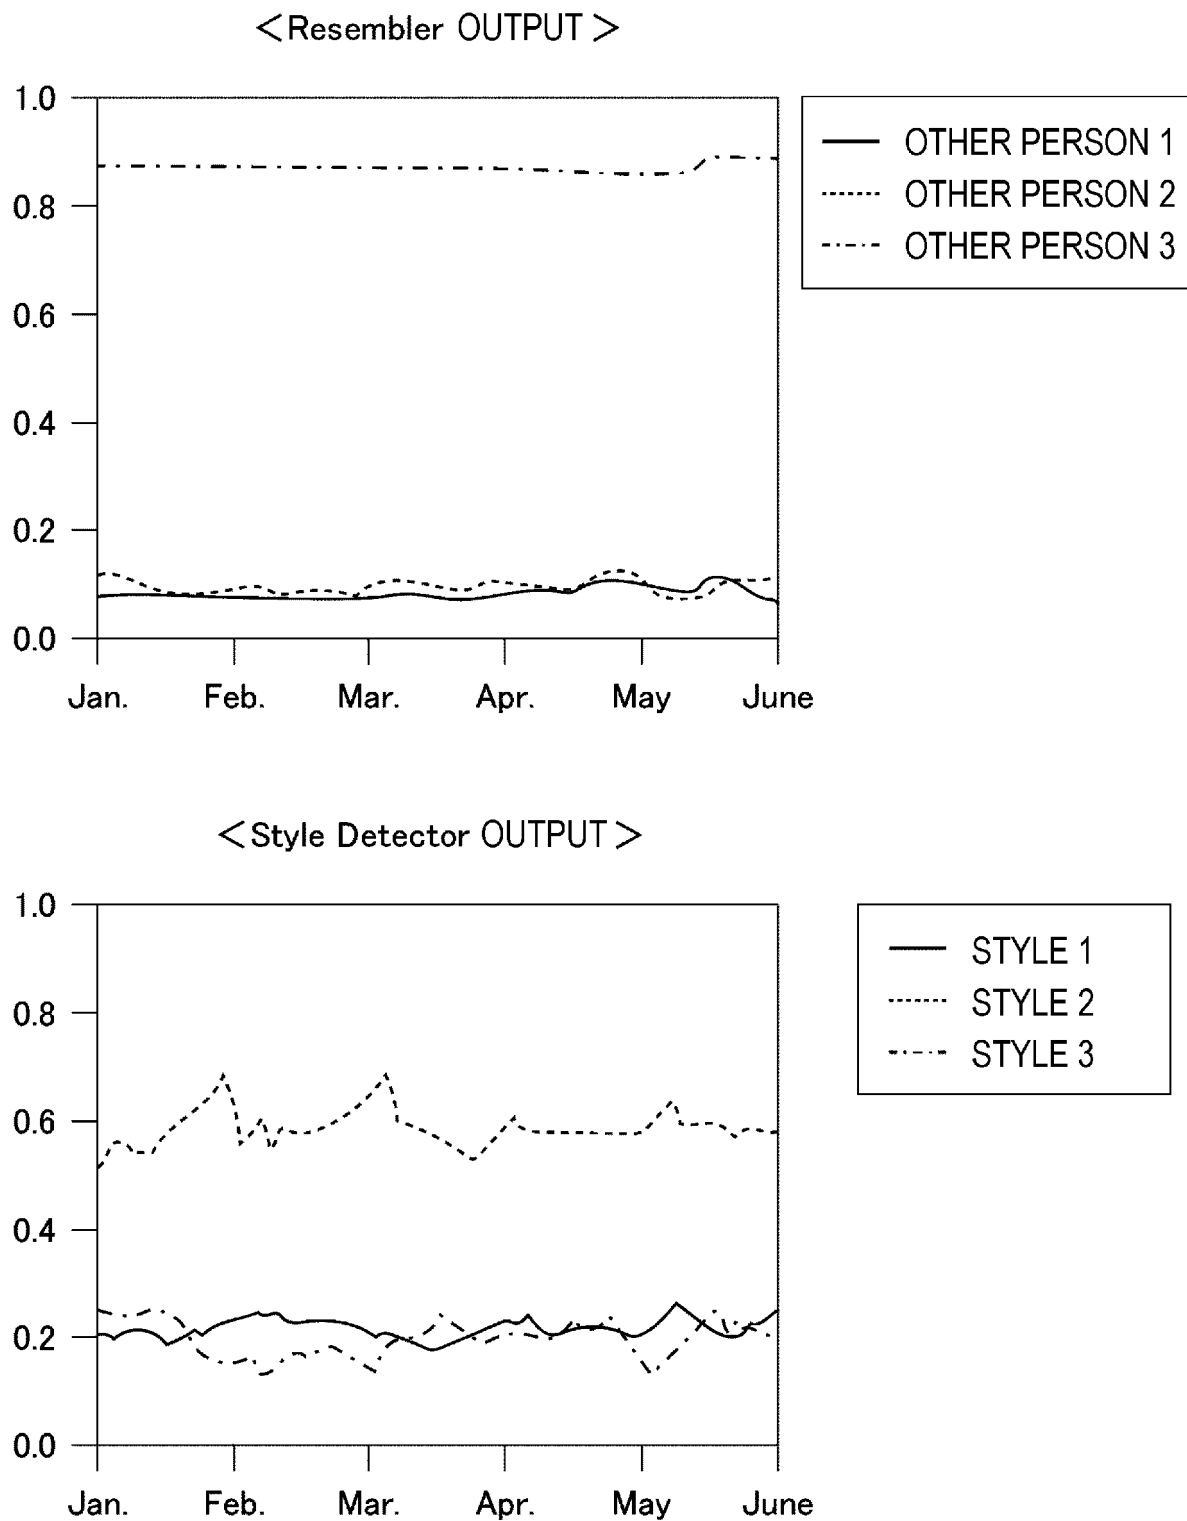 <Resembler OUTPUT>
1.0
0.8
0.6
0.4
0.2
0.0
Jan. Feb. Mar. Apr. May June
OTHER PERSON 1
OTHER PERSON 2
OTHER PERSON 3
<Style Detector OUTPUT>
1.0
0.8
0.6
0.4
0.2
0.0
Jan. Feb. Mar. Apr. May June
STYLE 1
STYLE 2
STYLE 3